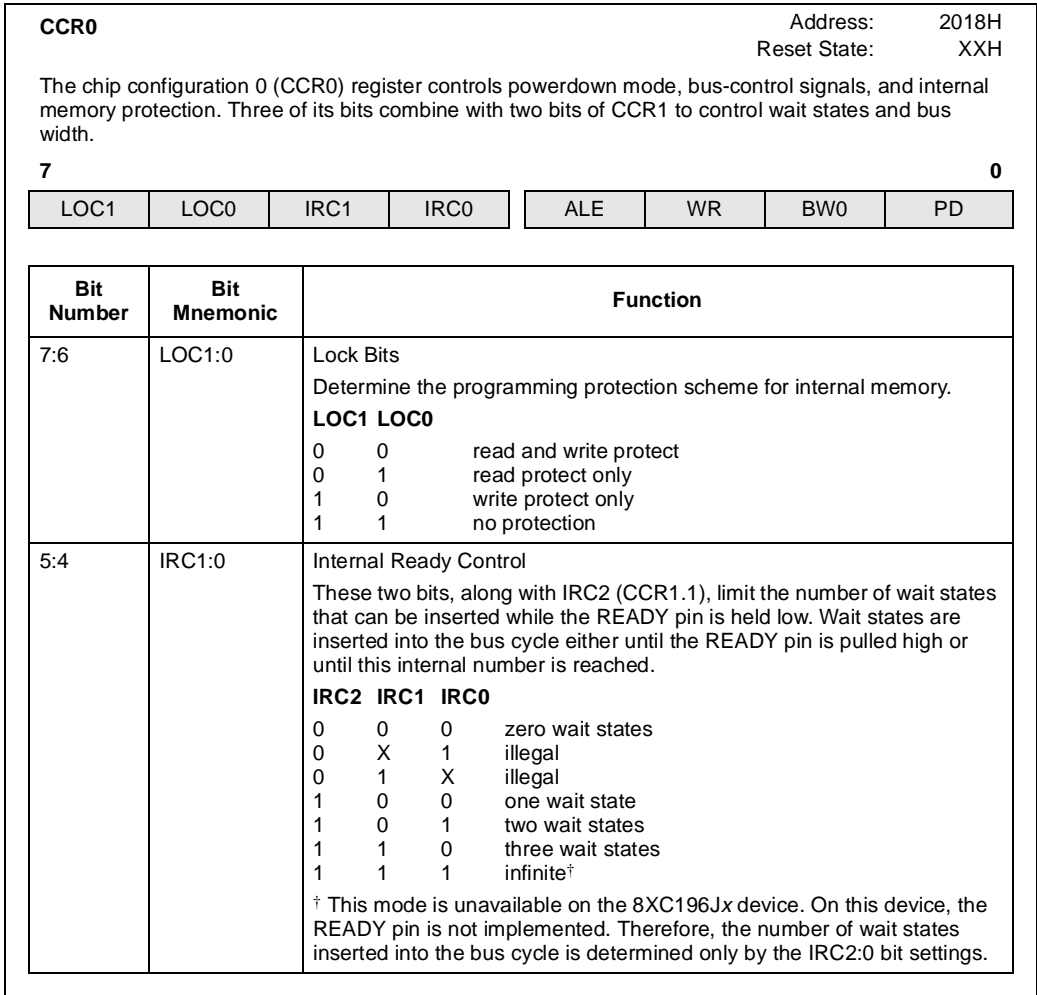 CCR0 Address: 2018H
Reset State: XXH
The chip configuration 0 (CCR0) register controls powerdown mode, bus-control signals, and internal
memory protection. Three of its bits combine with two bits of CCR1 to control wait states and bus
width.
7 0
LOC1 LOC0 IRC1 IRC0 ALE WR BW0 PD
Bit Number Bit Mnemonic Function
7:6 LOC1:0 Lock Bits
Determine the programming protection scheme for internal memory.
LOC1 LOC0
0 0 read and write protect
0 1 read protect only
1 0 write protect only
1 1 no protection
5:4 IRC1:0 Internal Ready Control
These two bits, along with IRC2 (CCR1.1), limit the number of wait states
that can be inserted while the READY pin is held low. Wait states are
inserted into the bus cycle either until the READY pin is pulled high or
until this internal number is reached.
IRC2 IRC1 IRC0
0 0 0 zero wait states
0 X 1 illegal
0 1 X illegal
1 0 0 one wait state
1 0 1 two wait states
1 1 0 three wait states
1 1 1 infinite†
† This mode is unavailable on the 8XC196Jx device. On this device, the
READY pin is not implemented. Therefore, the number of wait states
inserted into the bus cycle is determined only by the IRC2:0 bit settings.